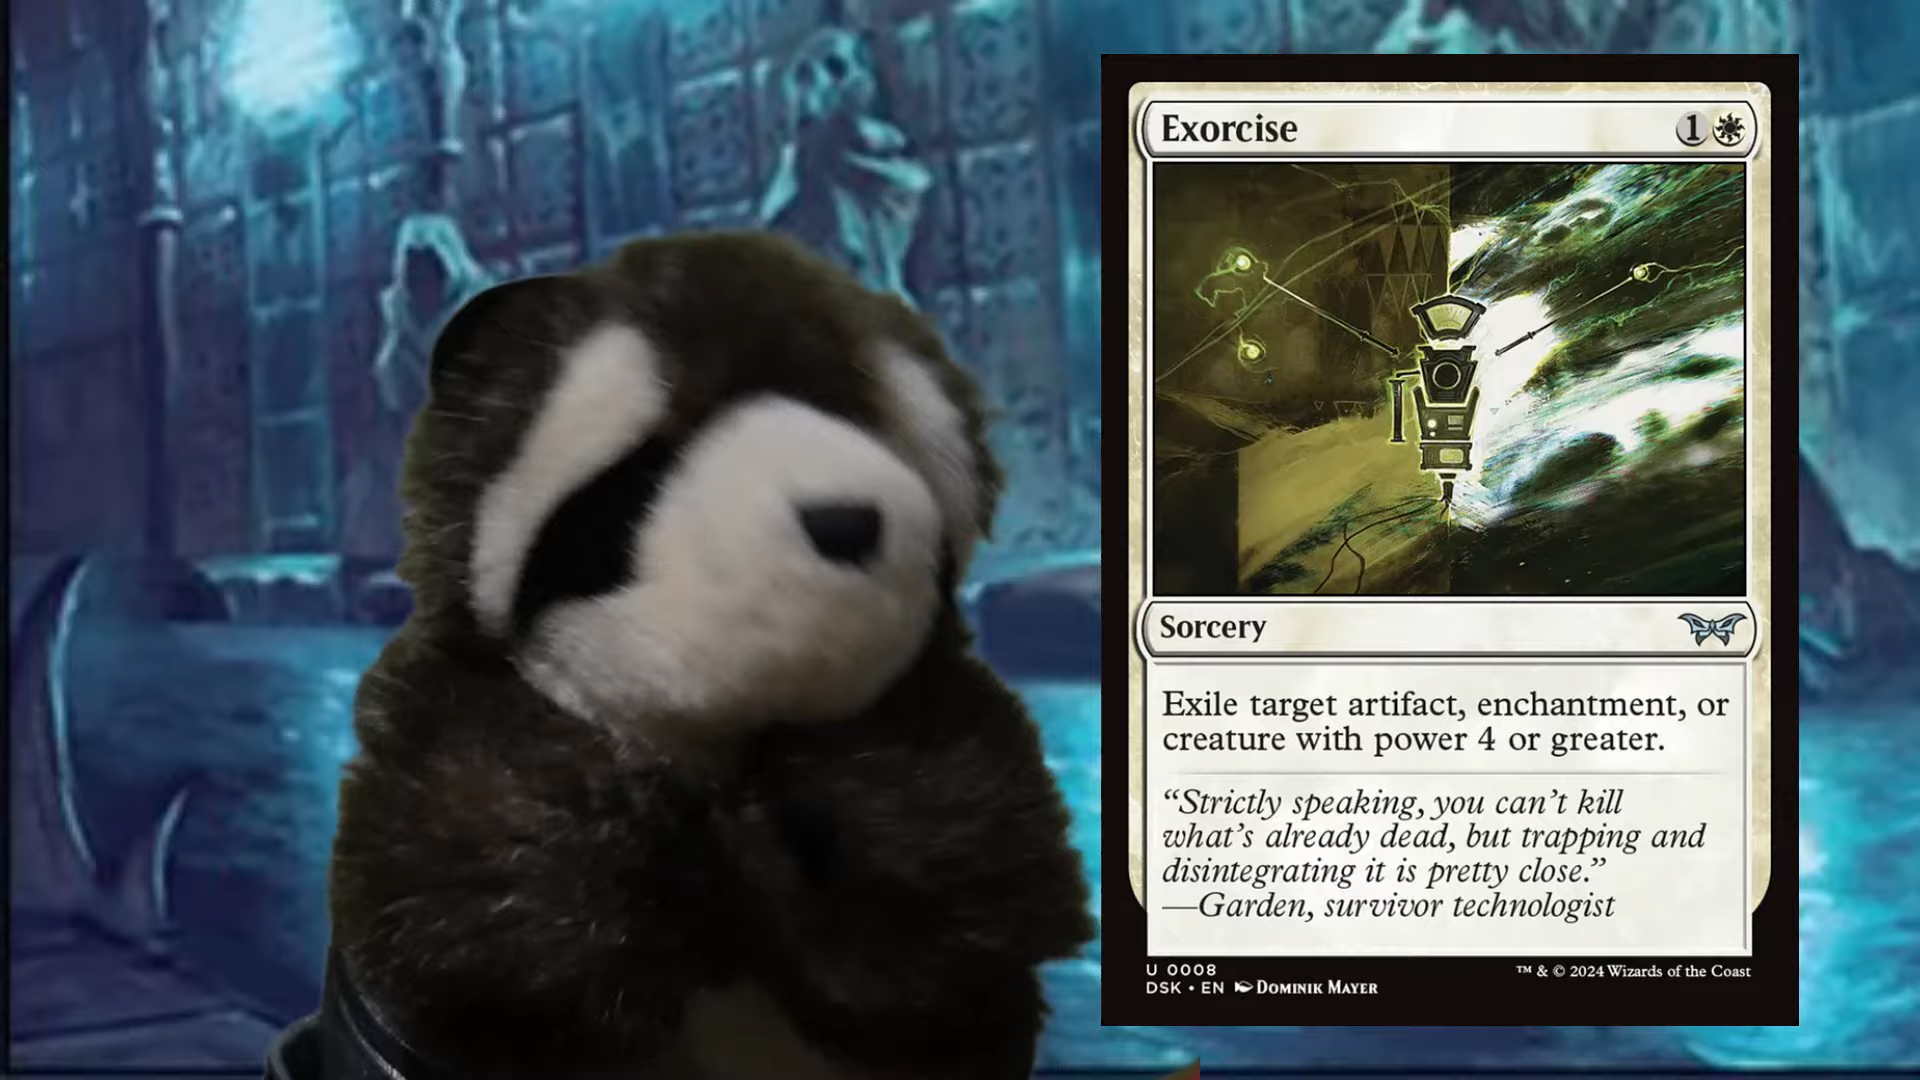 Exorcise 1
Sorcery
Exile target artifact, enchantment, or
creature with power 4 or greater.
“Strictly speaking, you can’t kill
what’s already dead, but trapping and
disintegrating it is pretty close.”
—Garden, survivor technologist
U 0008
™ & © 2024 Wizards of the Coast
DSK • EN Dominik Mayer